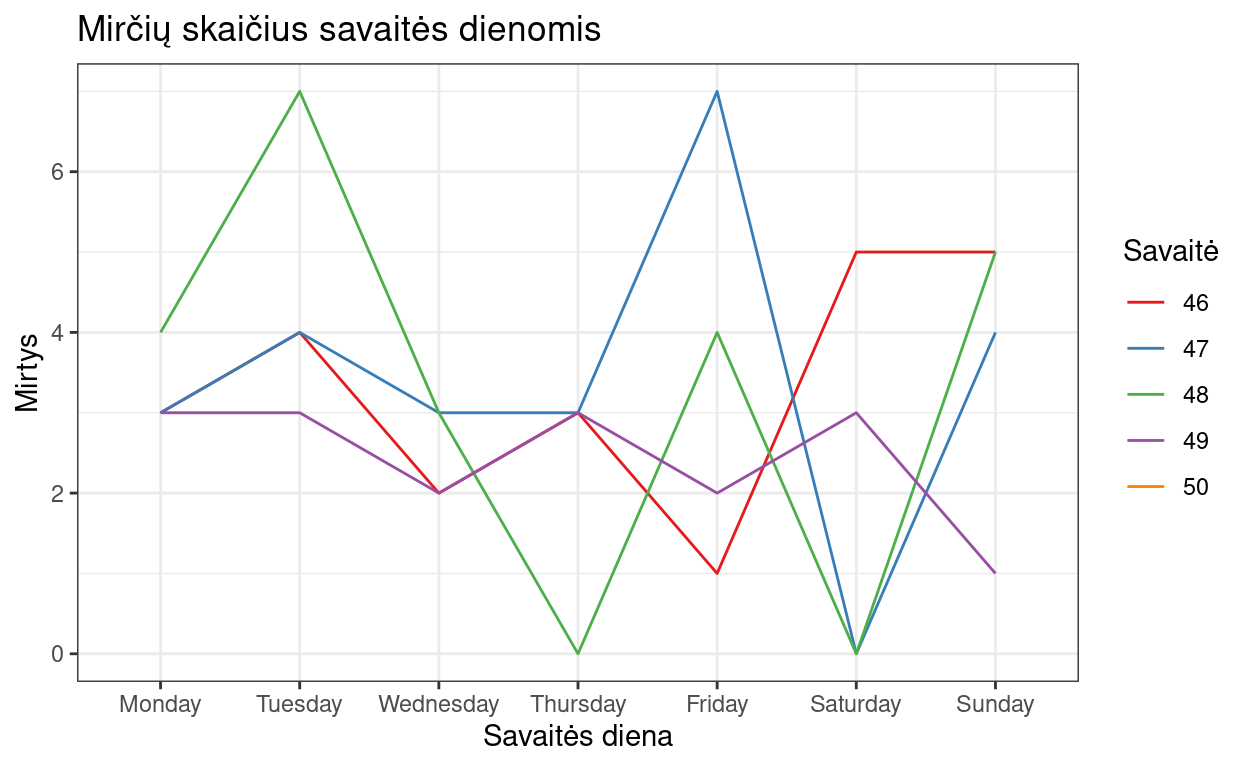 Mirčių skaičius savaitės dienomis
Mirtys
6
4
2
0
Monday Tuesday Wednesday Thursday Friday Saturday Sunday
Savaitės diena
Savaitė
46
47
48
49
50